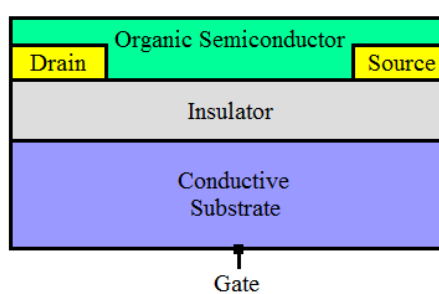 Organic Semiconductor
Drain
Source
Insulator
Conductive
Substrate
Gate